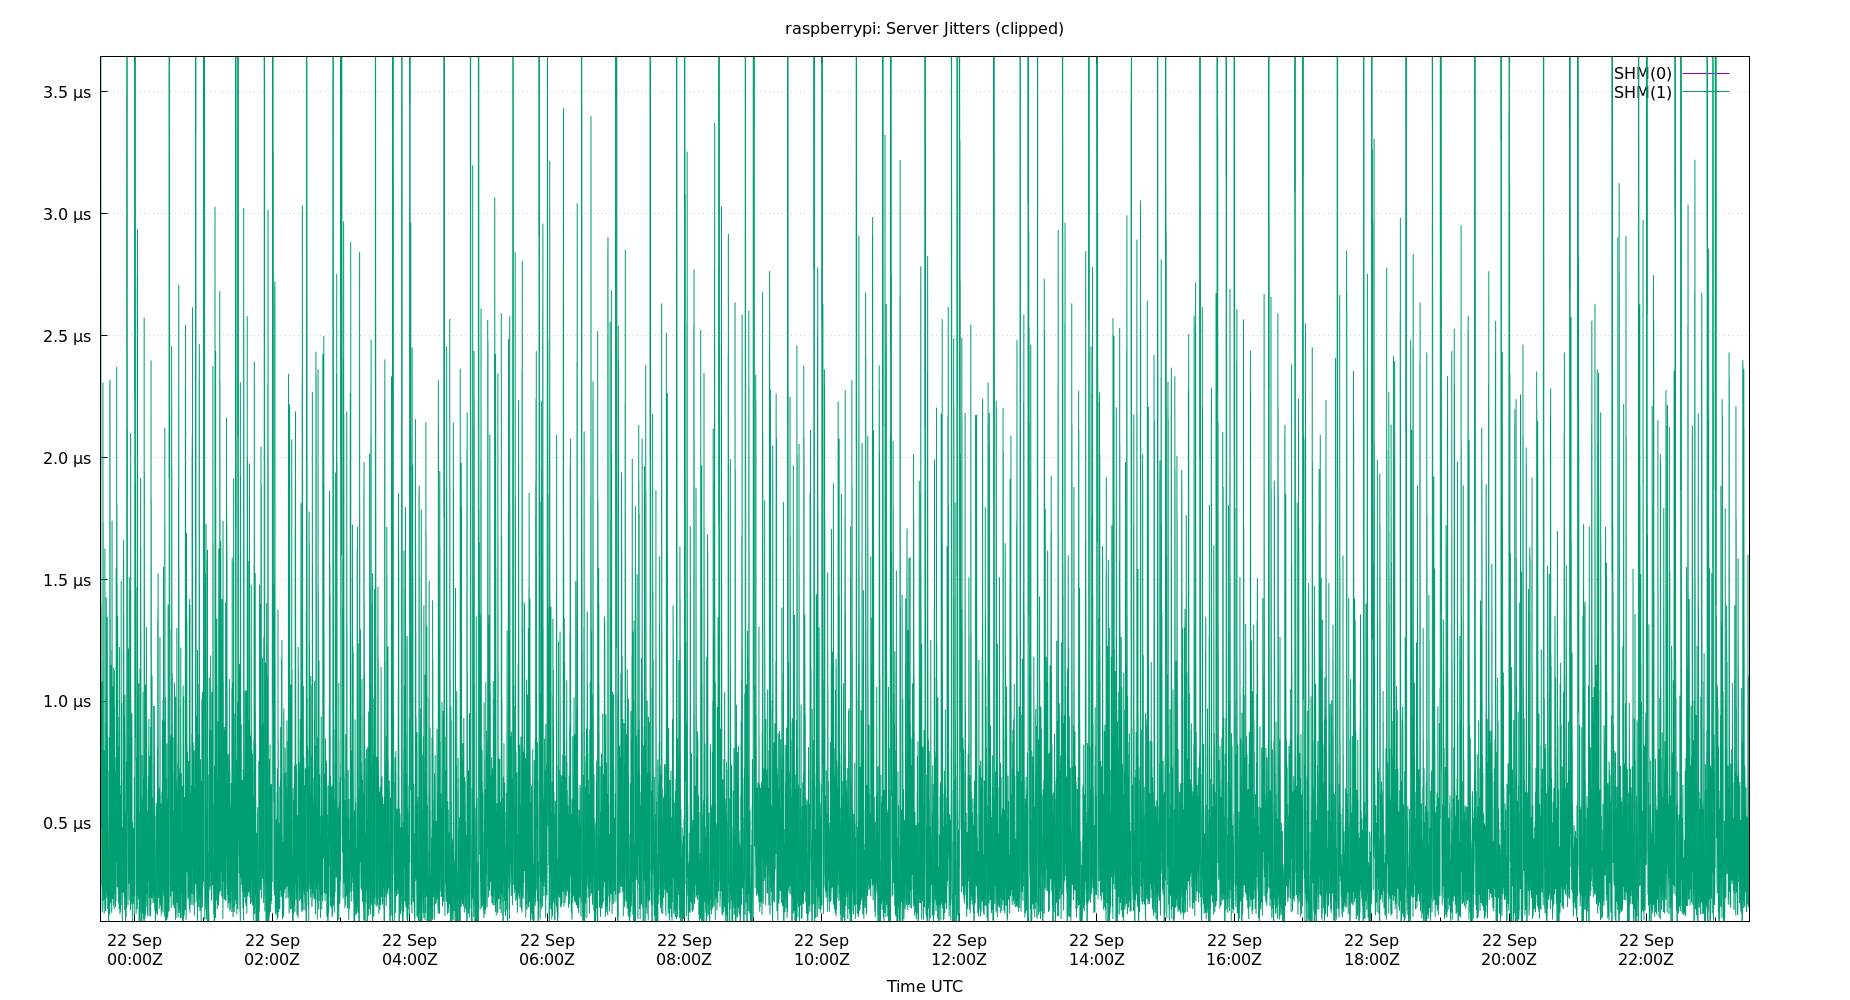 raspberrypi: Server Jitters (clipped)
SHM(0)
SHM(1)
3.5 µs
3.0 µs
2.5 µs
2.0 µs
1.5 µs
1.0 µs
0.5 µs
22 Sep 22 Sep 22 Sep 22 Sep 22 Sep 22 Sep 22 Sep 22 Sep 22 Sep 22 Sep 22 Sep 22 Sep
00:00Z 02:00Z 04:00Z 06:00Z 08:00Z 10:00Z 12:00Z 14:00Z 16:00Z 18:00Z 20:00Z 22:00Z
Time UTC